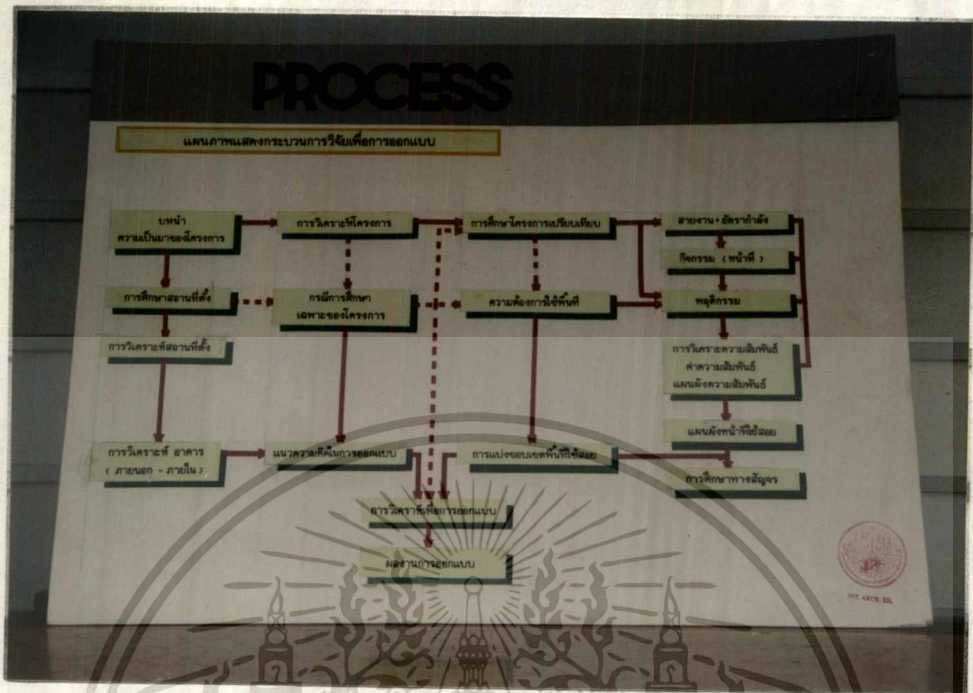 PROCESS
แผนภาพแสดงกระบวนการวิจัยเพื่อการออกแบบ
บทนำ
ความเป็นมาของโครงการ
การวิเคราะห์โครงการ
การศึกษาโครงการเปรียบเทียบ
สายงาน + อัตรากำลัง
กิจกรรม ( หน้าที่ )
การศึกษาสถานที่ตั้ง
กรณีการศึกษา
เฉพาะของโครงการ
ความต้องการใช้พื้นที่
พฤติกรรม
การวิเคราะห์สถานที่ตั้ง
การวิเคราะความสัมพันธ์
ค่าความสัมพันธ์
แผนผังความสัมพันธ์
แผนผังหน้าที่ใช้สอย
การวิเคราะห์ อาคาร
( ภายนอก - ภายใน )
แนวความคิดในการออกแบบ
การแบ่งขอบเขตพื้นที่ใช้สอย
การศึกษาทางสัญจร
การวิเคราห์เพื่อการออกแบบ
ผลงานการออกแบบ
INT. ARCH. ED.